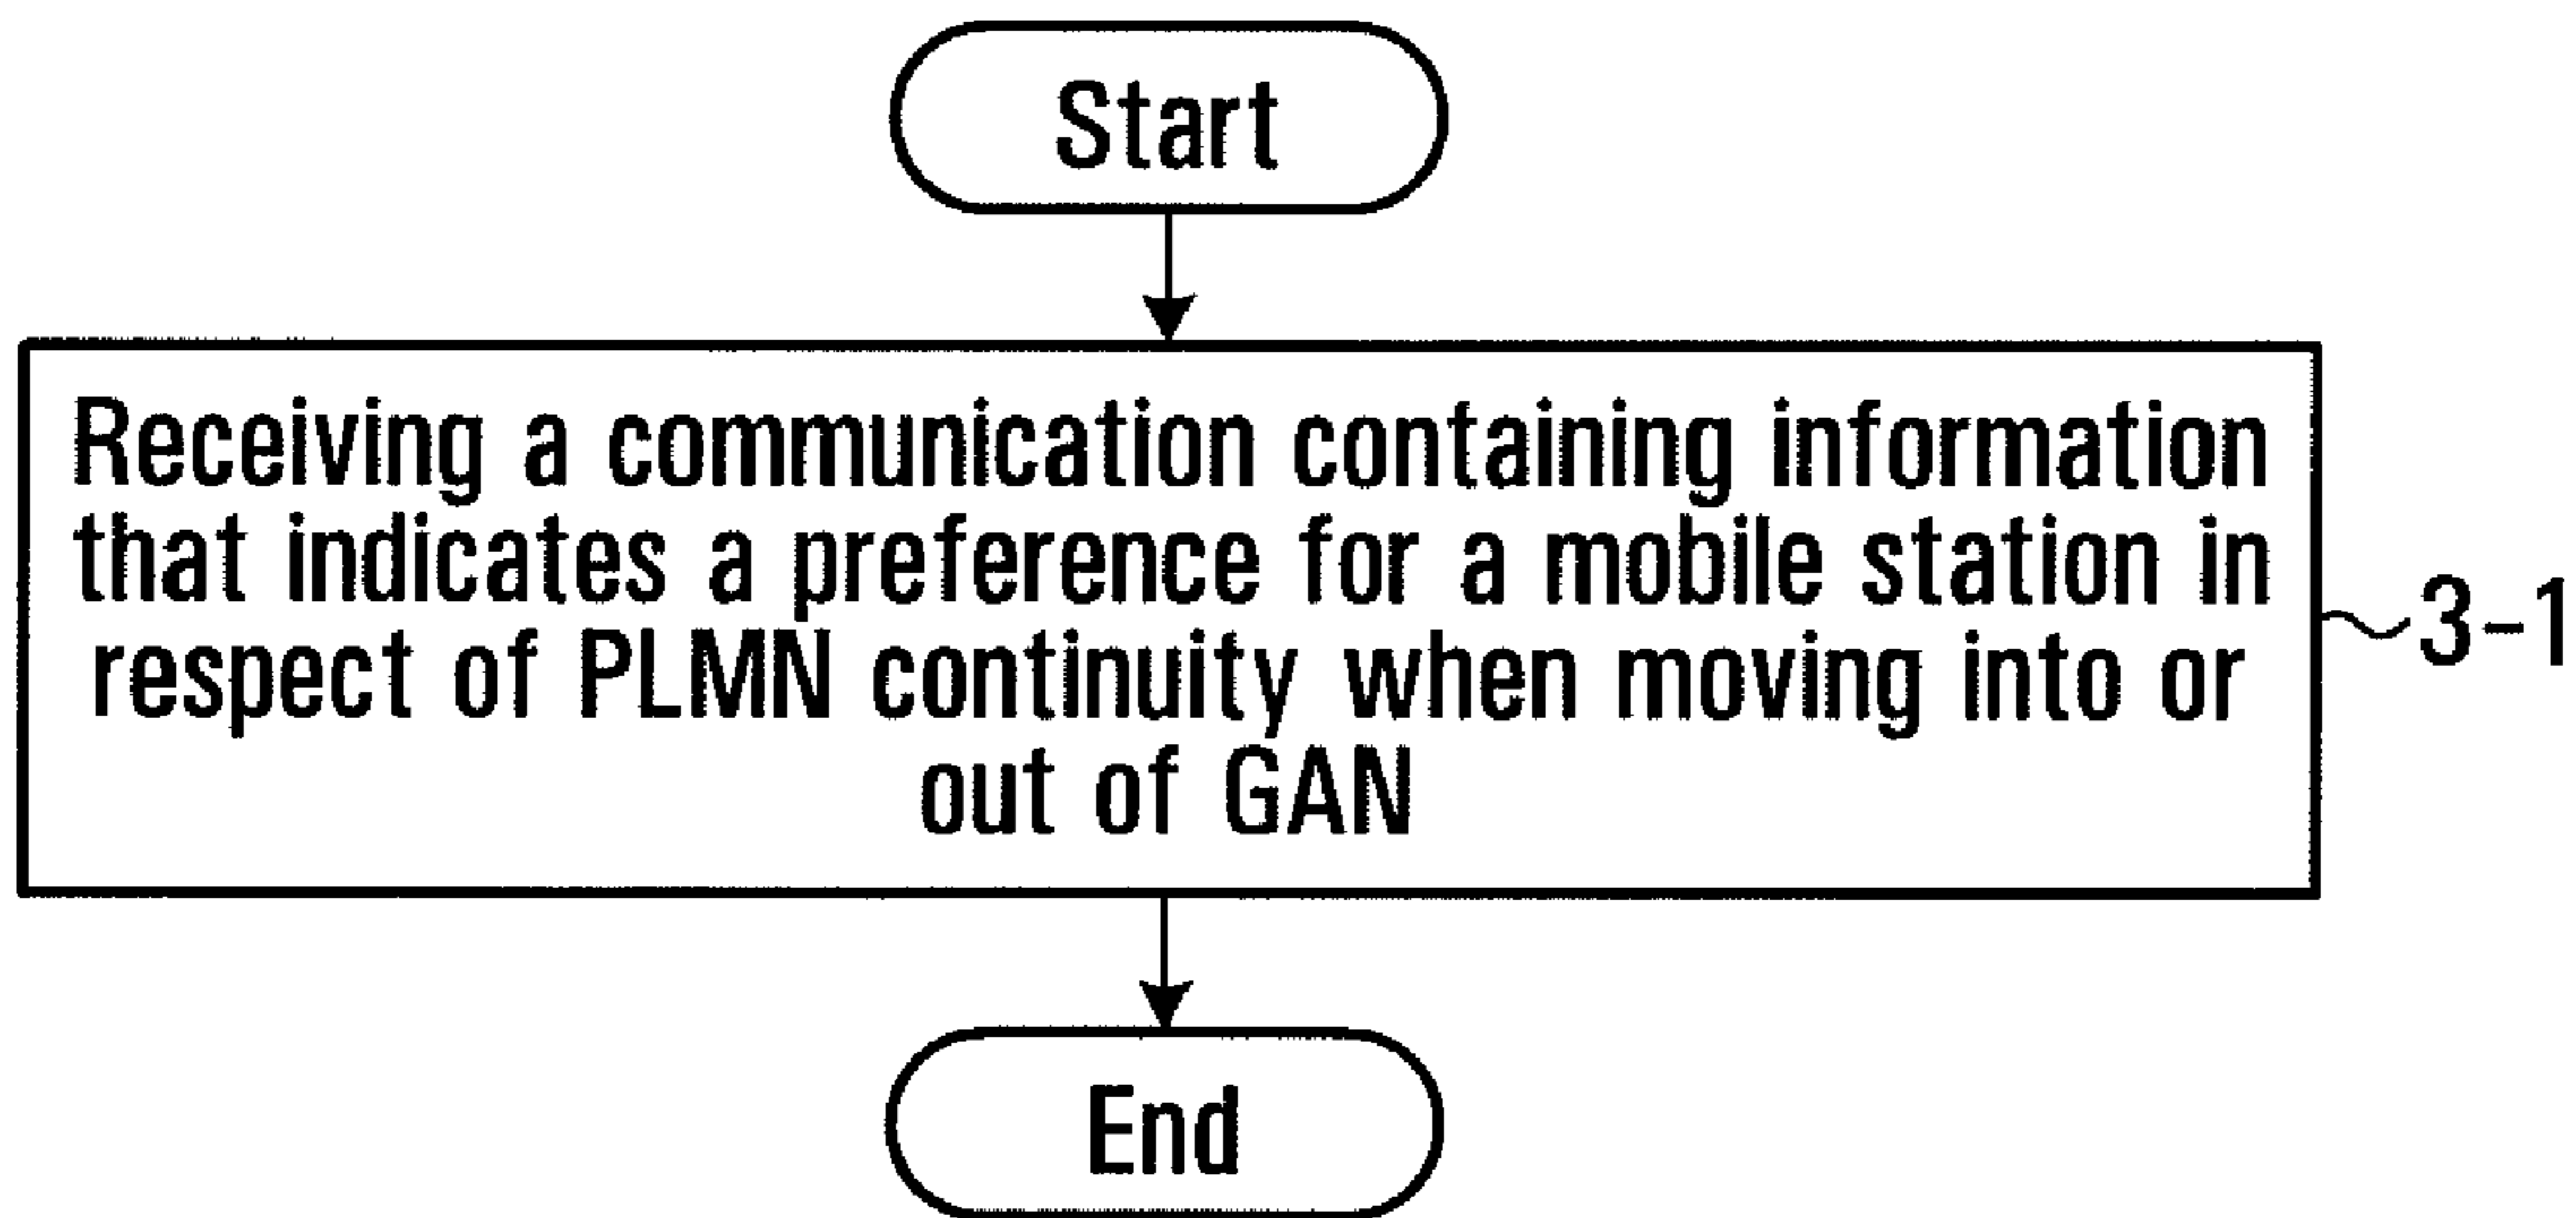 Start
Receiving a communication containing information
that indicates a preference for a mobile station in
respect of PLMN continuity when moving into or
out of GAN
3-1
End